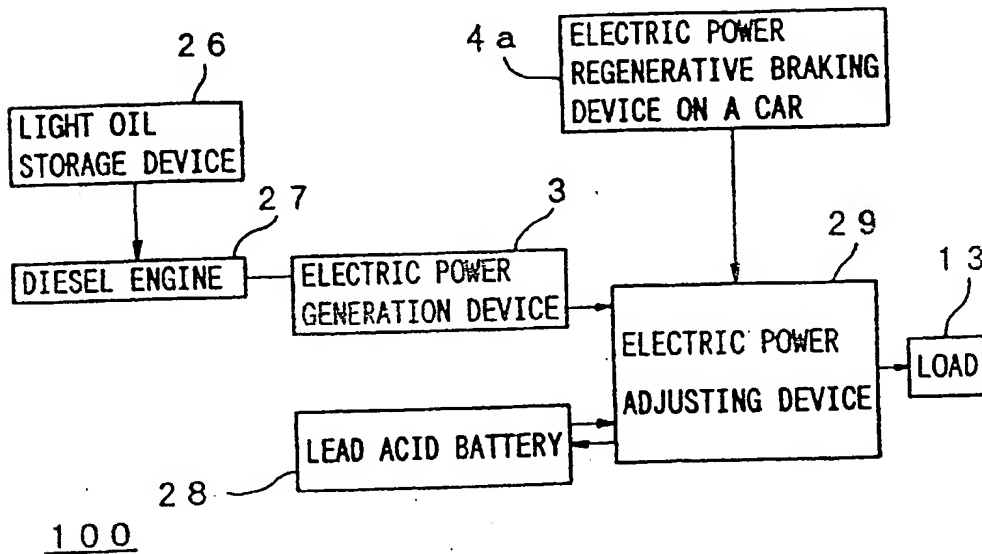 26
4a
ELECTRIC POWER
REGENERATIVE BRAKING
DEVICE ON A CAR
LIGHT OIL
STORAGE DEVICE
27
3
29
13
DIESEL ENGINE
ELECTRIC POWER
GENERATION DEVICE
ELECTRIC POWER
ADJUSTING DEVICE
LOAD
LEAD ACID BATTERY
28
100